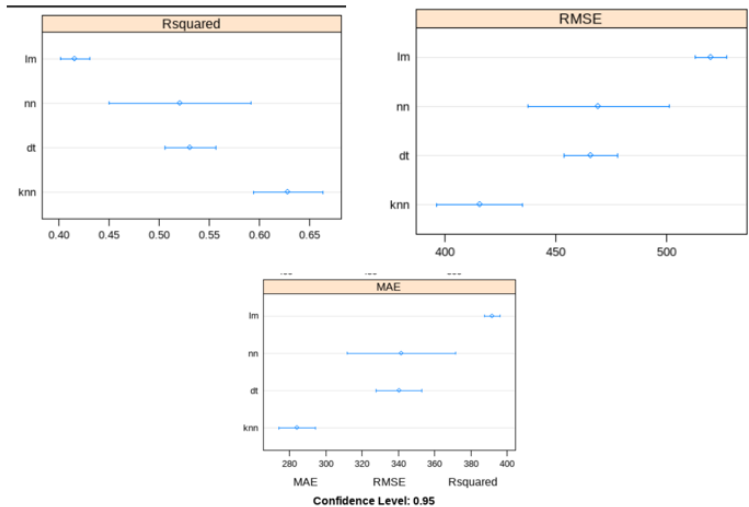 Rsquared
lm
nn
dt
knn
0.40 0.45 0.50 0.55 0.60 0.65
RMSE
lm
nn
dt
knn
400 450 500
MAE
lm
nn
dt
knn
280 300 320 340 360 380 400
MAE RMSE Rsquared
Confidence Level: 0.95